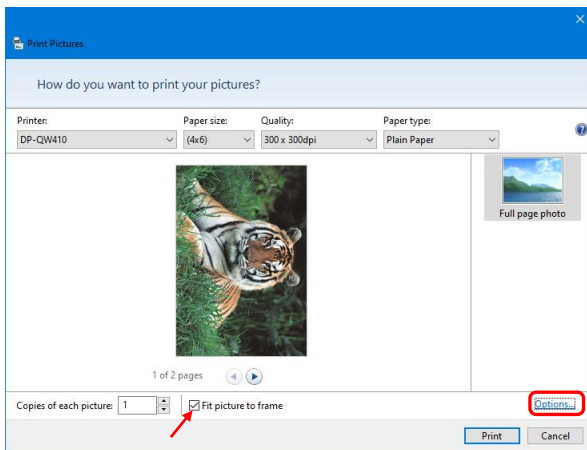 Print Pictures
How do you want to print your pictures?
Printer: Paper size: Quality: Paper type:
DP-QW410 (4x6) 300 x 300dpi Plain Paper
Full page photo
1 of 2 pages
Copies of each picture: 1 Fit picture to frame Options...
Print Cancel